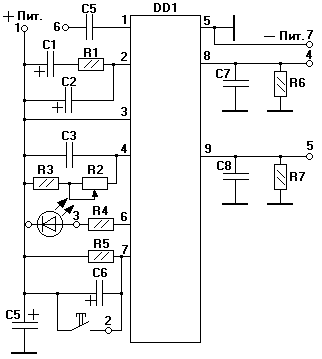 + Пит. DD1
1 6 C5 1 5
— Пит. 7
C1 R1 2 8 4
C2 C7 R6
3
C3 4 9 5
R3 R2 C8 R7
3 R4 6
R5 7
C6
C5 2